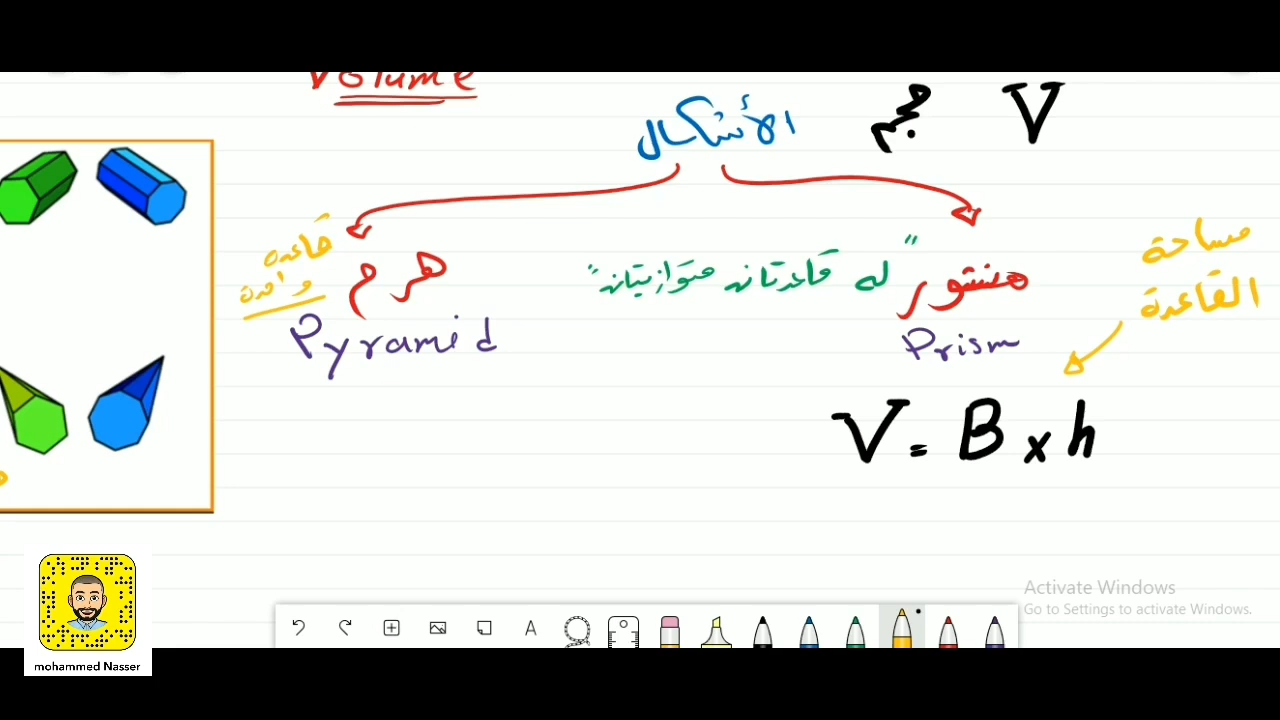 Volume
V حجم
الأشكال
منشور " له قاعدتان متوازيتان "
Prism
هرم
قاعدة
واحدة
Pyramid
مساحة
القاعدة
V = B x h
Activate Windows
Go to Settings to activate Windows.
mohammed Nasser